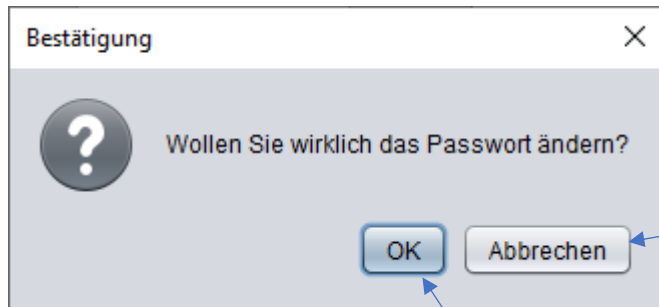 Bestätigung
Wollen Sie wirklich das Passwort ändern?
OK
Abbrechen